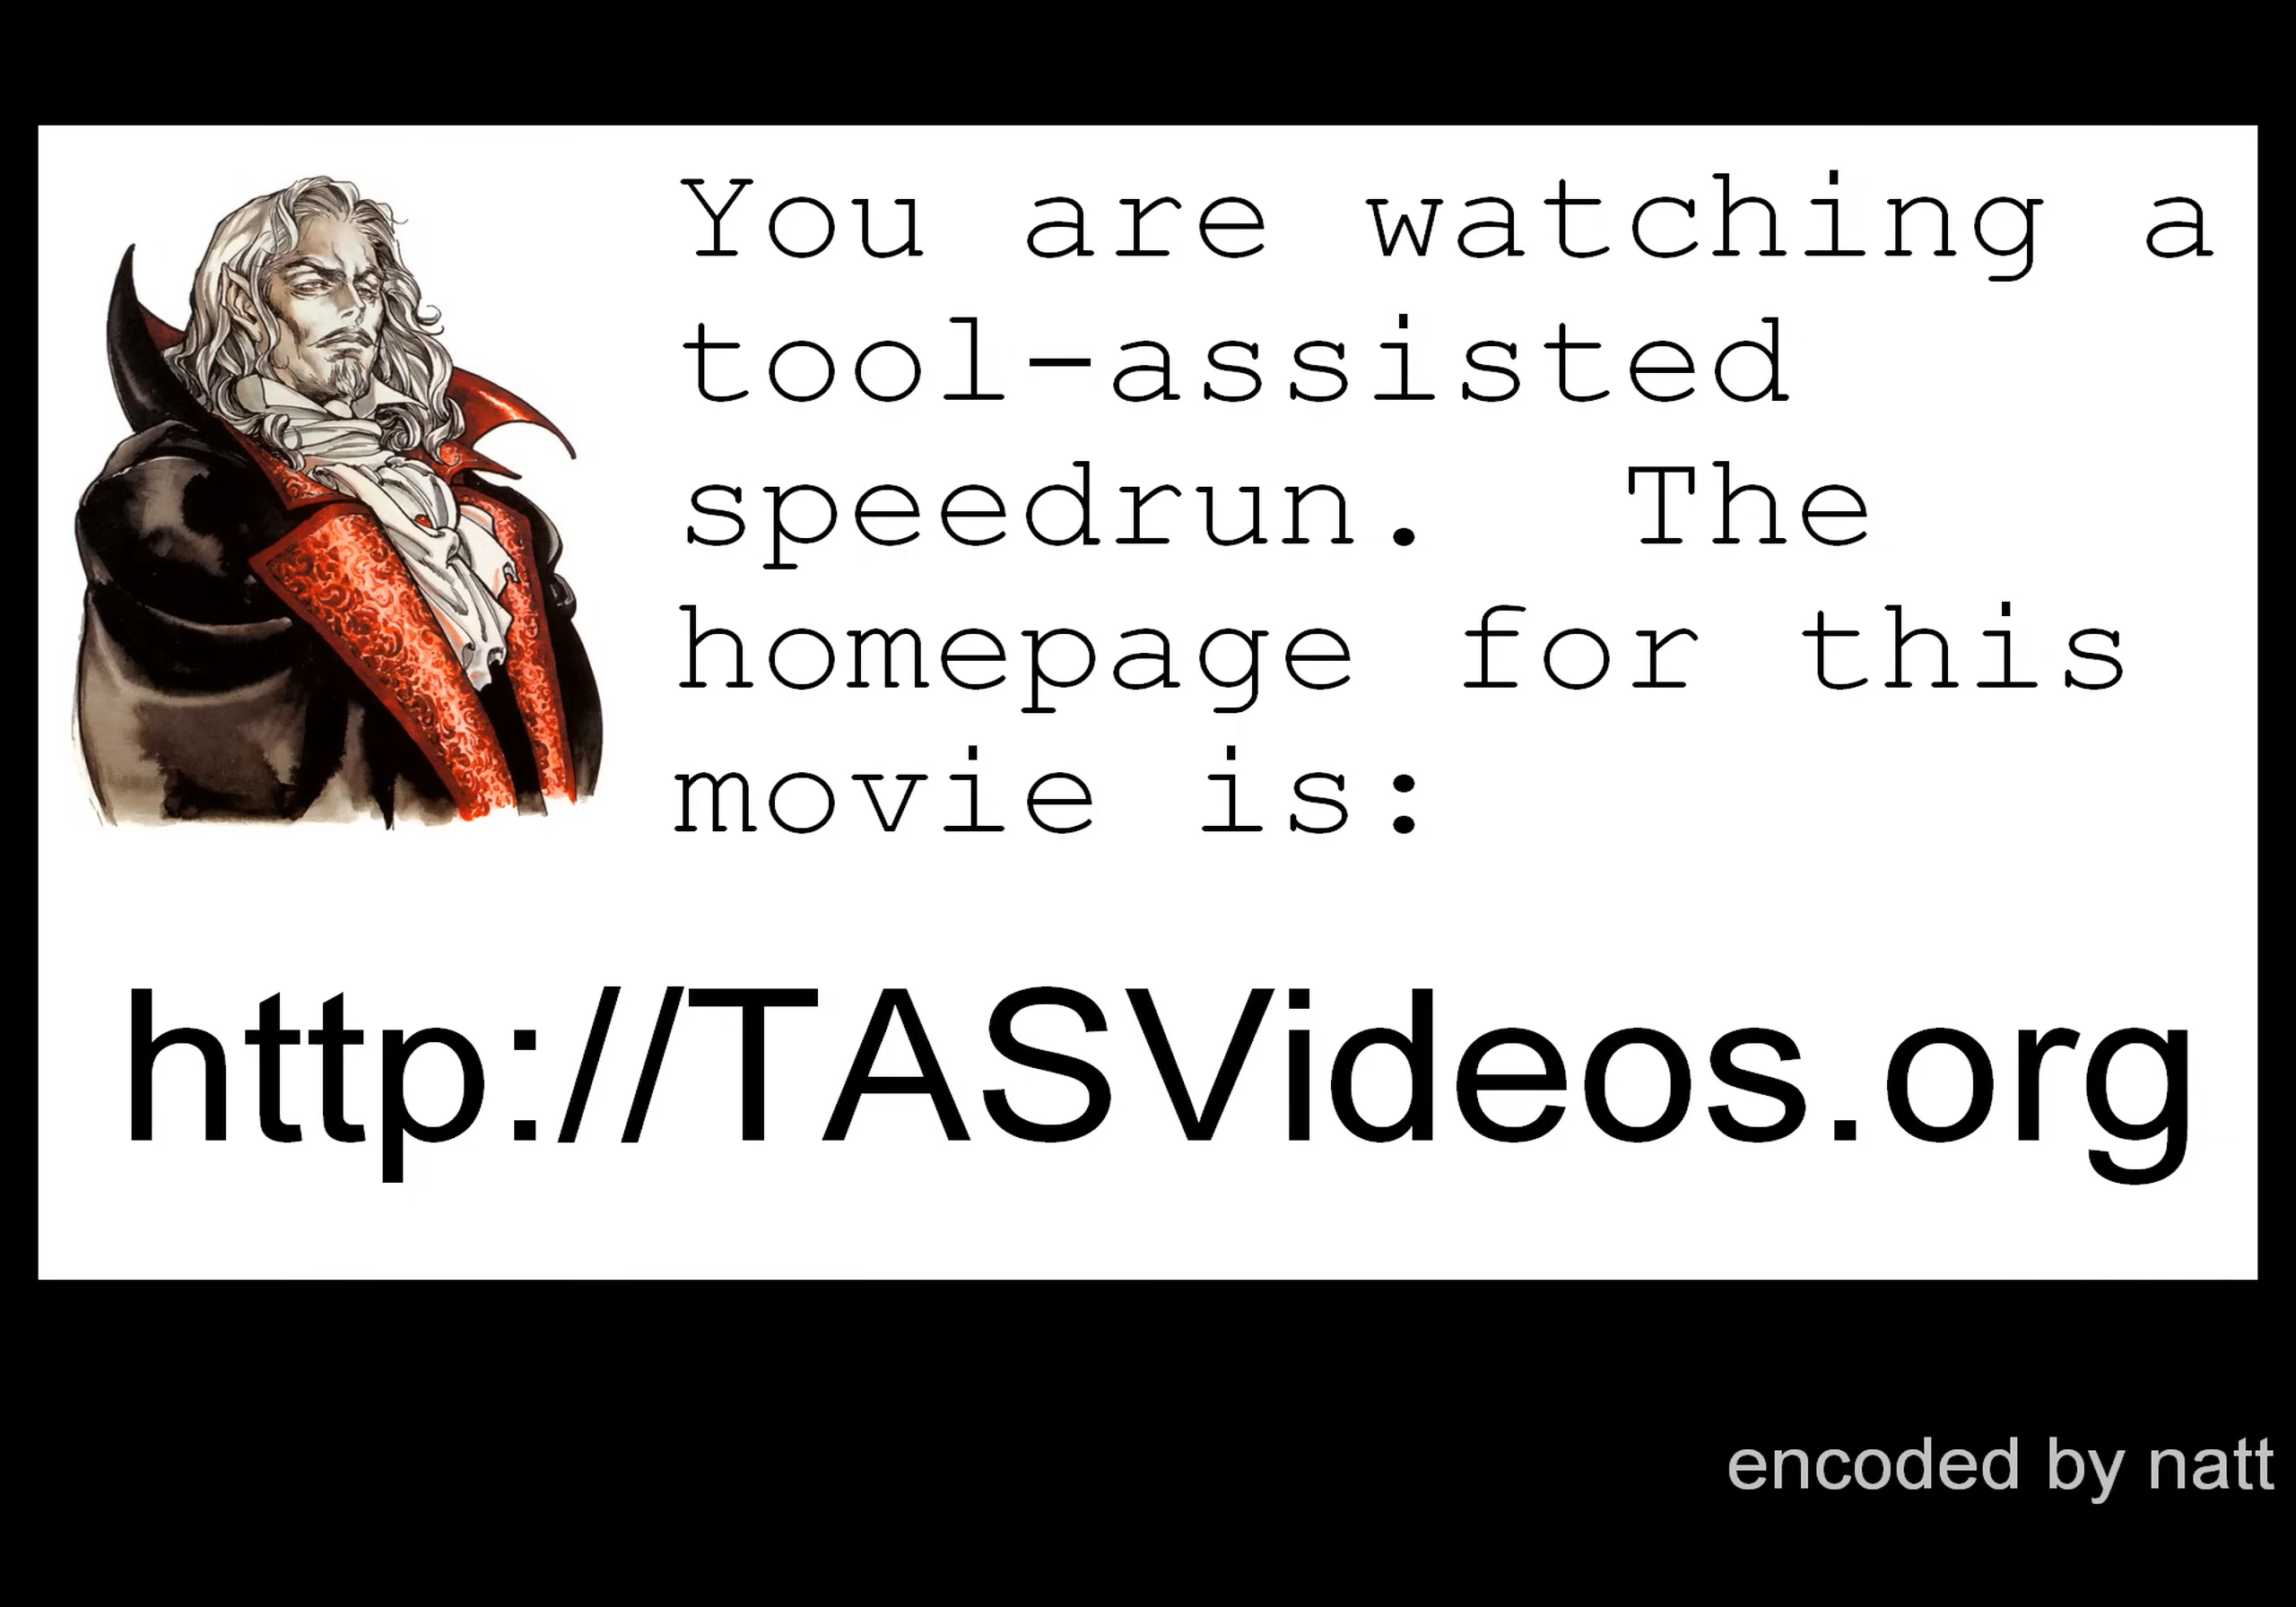 You are watching a
tool-assisted
speedrun.  The
homepage for this
movie is:
http://TASVideos.org
encoded by natt